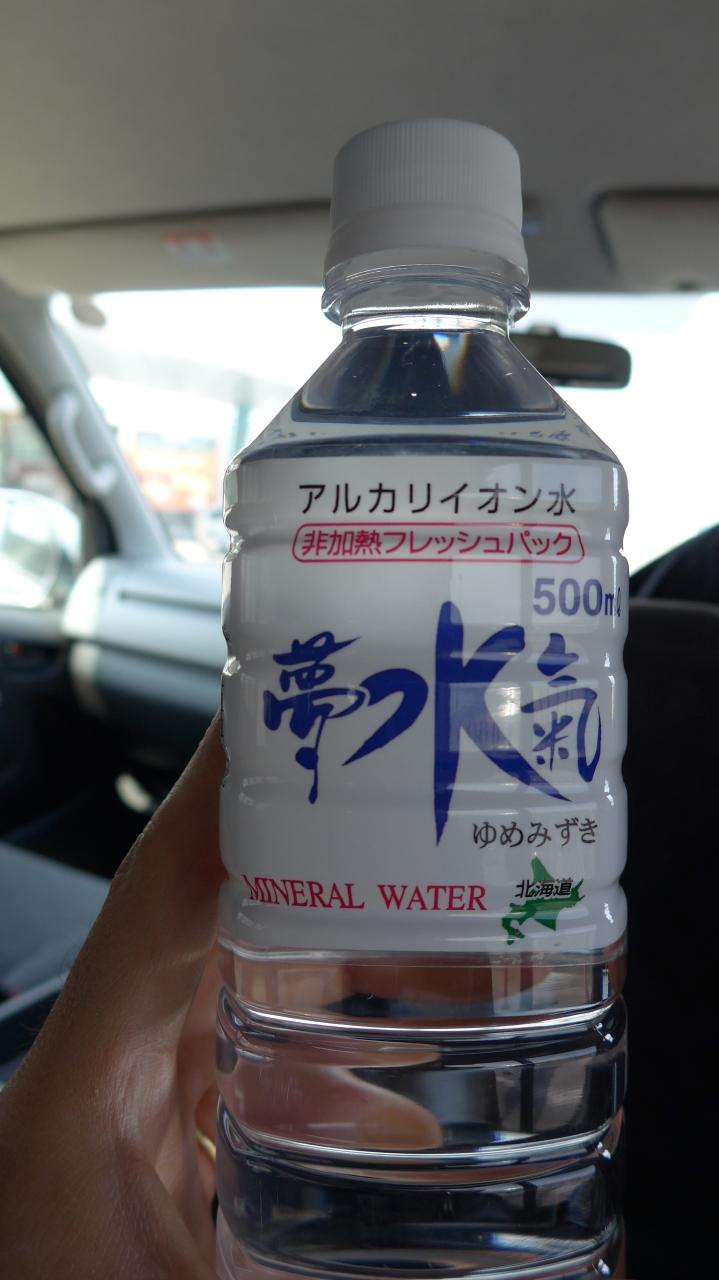 アルカリイオン水
非加熱フレッシュパック
500mℓ
夢水氣
ゆめみずき
MINERAL WATER
北海道